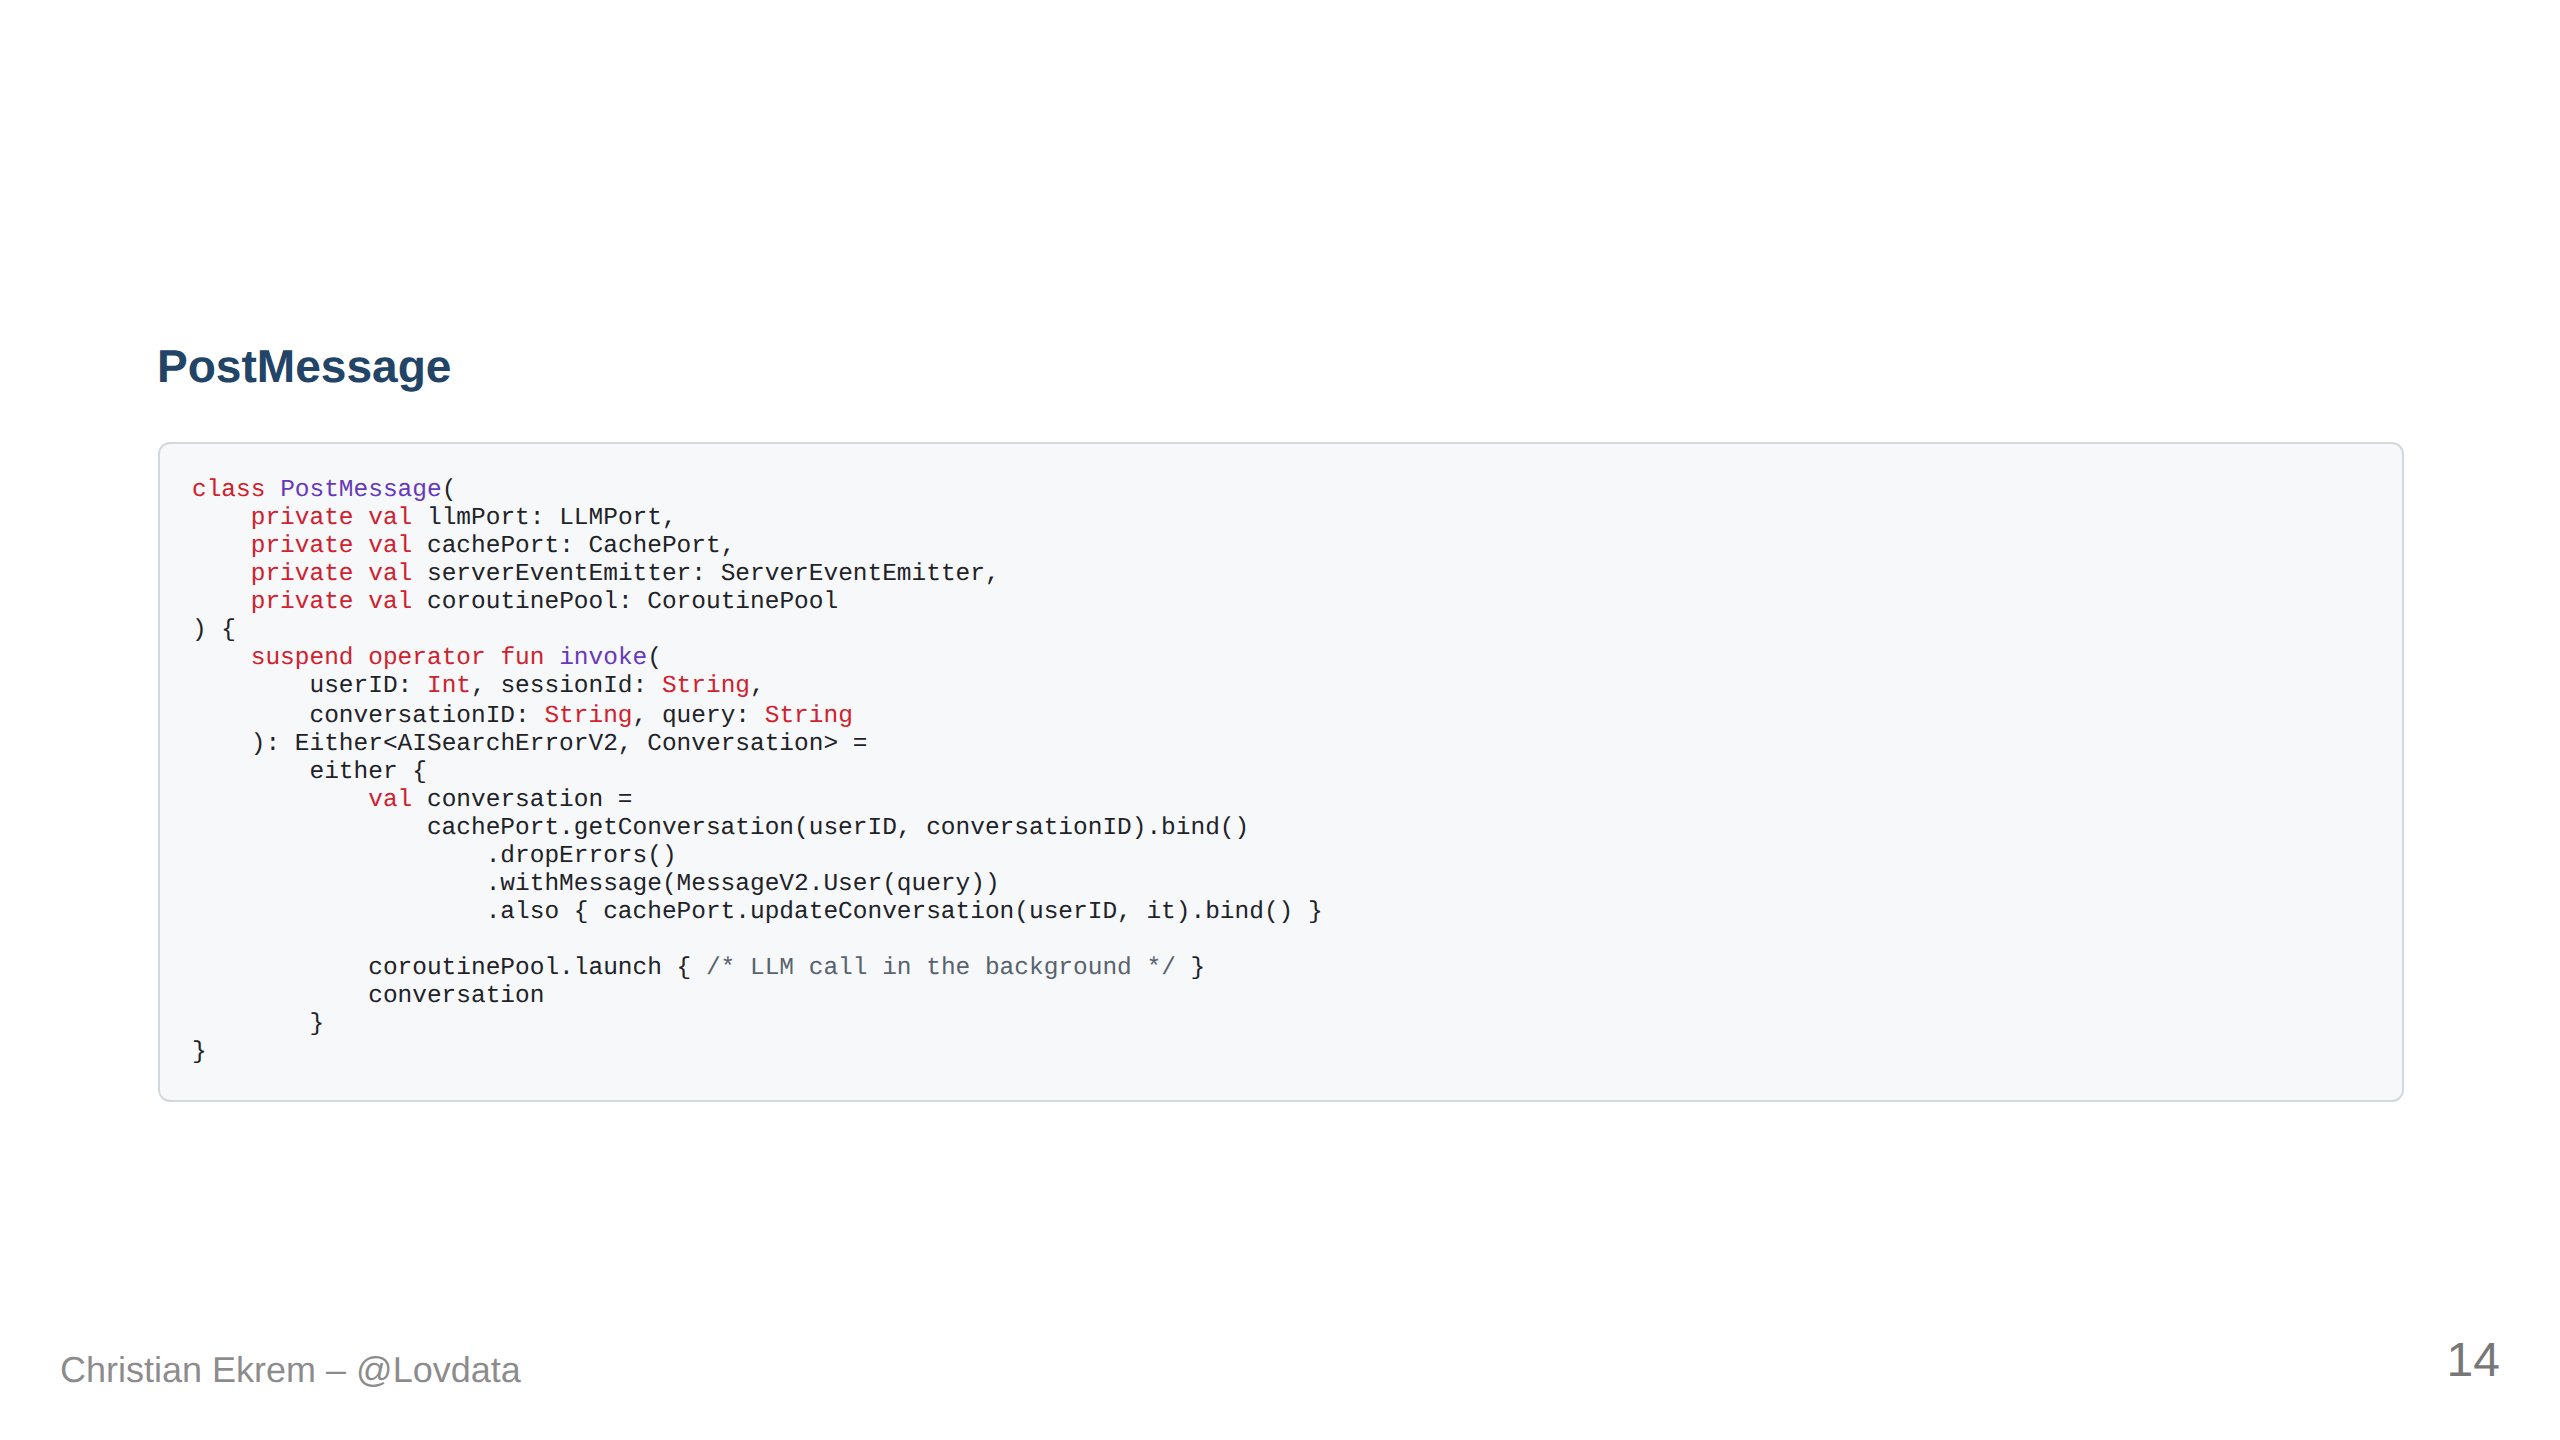 PostMessage
class PostMessage(
    private val llmPort: LLMPort,
    private val cachePort: CachePort,
    private val serverEventEmitter: ServerEventEmitter,
    private val coroutinePool: CoroutinePool
) {
    suspend operator fun invoke(
        userID: Int, sessionId: String,
        conversationID: String, query: String
    ): Either<AISearchErrorV2, Conversation> =
        either {
            val conversation =
                cachePort.getConversation(userID, conversationID).bind()
                    .dropErrors()
                    .withMessage(MessageV2.User(query))
                    .also { cachePort.updateConversation(userID, it).bind() }

            coroutinePool.launch { /* LLM call in the background */ }
            conversation
        }
}
Christian Ekrem – @Lovdata
14